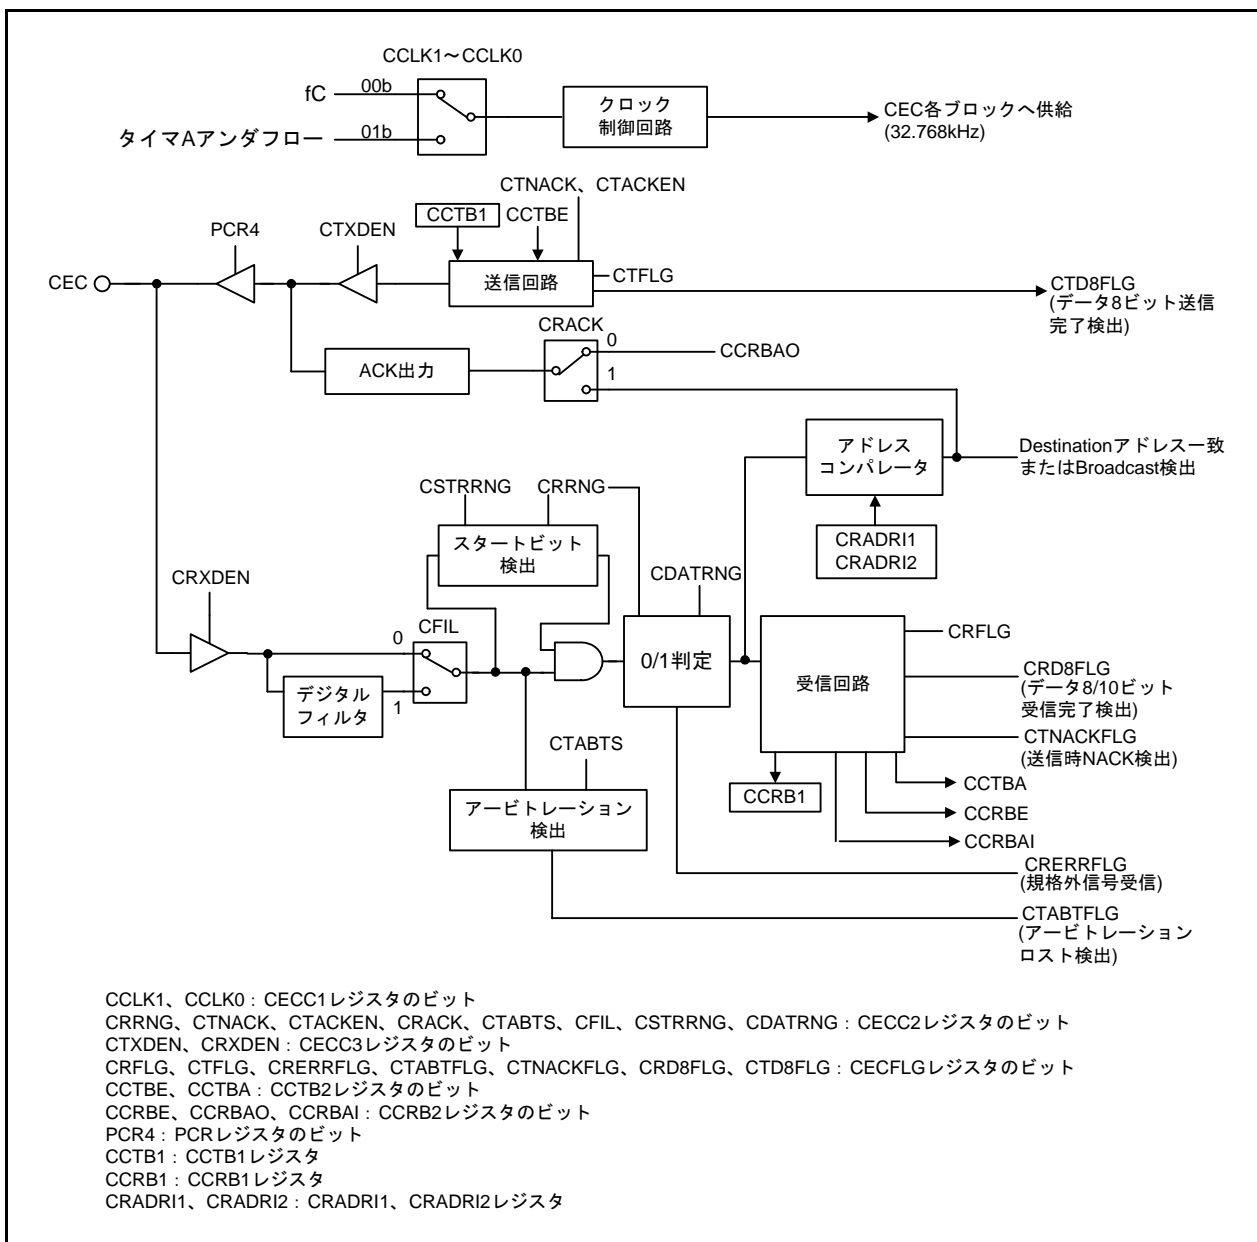 CCLK1～CCLK0
fC
00b
タイマAアンダフロー
01b
クロック
制御回路
CEC各ブロックへ供給
(32.768kHz)
CTNACK、CTACKEN
CCTB1
CCTBE
PCR4
CTXDEN
CEC
送信回路
CTFLG
CTD8FLG
(データ8ビット送信
完了検出)
CRACK
0
1
CCRBAO
ACK出力
アドレス
コンパレータ
Destinationアドレス一致
またはBroadcast検出
CRADRI1
CRADRI2
CSTRRNG
CRRNG
スタートビット
検出
CDATRNG
CRXDEN
CFIL
0
1
デジタル
フィルタ
0/1判定
受信回路
CRFLG
CRD8FLG
(データ8/10ビット
受信完了検出)
CTNACKFLG
(送信時NACK検出)
CTABTS
アービトレーション
検出
CCRB1
CCTBA
CCRBE
CCRBAI
CRERRFLG
(規格外信号受信)
CTABTFLG
(アービトレーション
ロスト検出)
CCLK1、CCLK0：CECC1レジスタのビット
CRRNG、CTNACK、CTACKEN、CRACK、CTABTS、CFIL、CSTRRNG、CDATRNG：CECC2レジスタのビット
CTXDEN、CRXDEN：CECC3レジスタのビット
CRFLG、CTFLG、CRERRFLG、CTABTFLG、CTNACKFLG、CRD8FLG、CTD8FLG：CECFLGレジスタのビット
CCTBE、CCTBA：CCTB2レジスタのビット
CCRBE、CCRBAO、CCRBAI：CCRB2レジスタのビット
PCR4：PCRレジスタのビット
CCTB1：CCTB1レジスタ
CCRB1：CCRB1レジスタ
CRADRI1、CRADRI2：CRADRI1、CRADRI2レジスタ